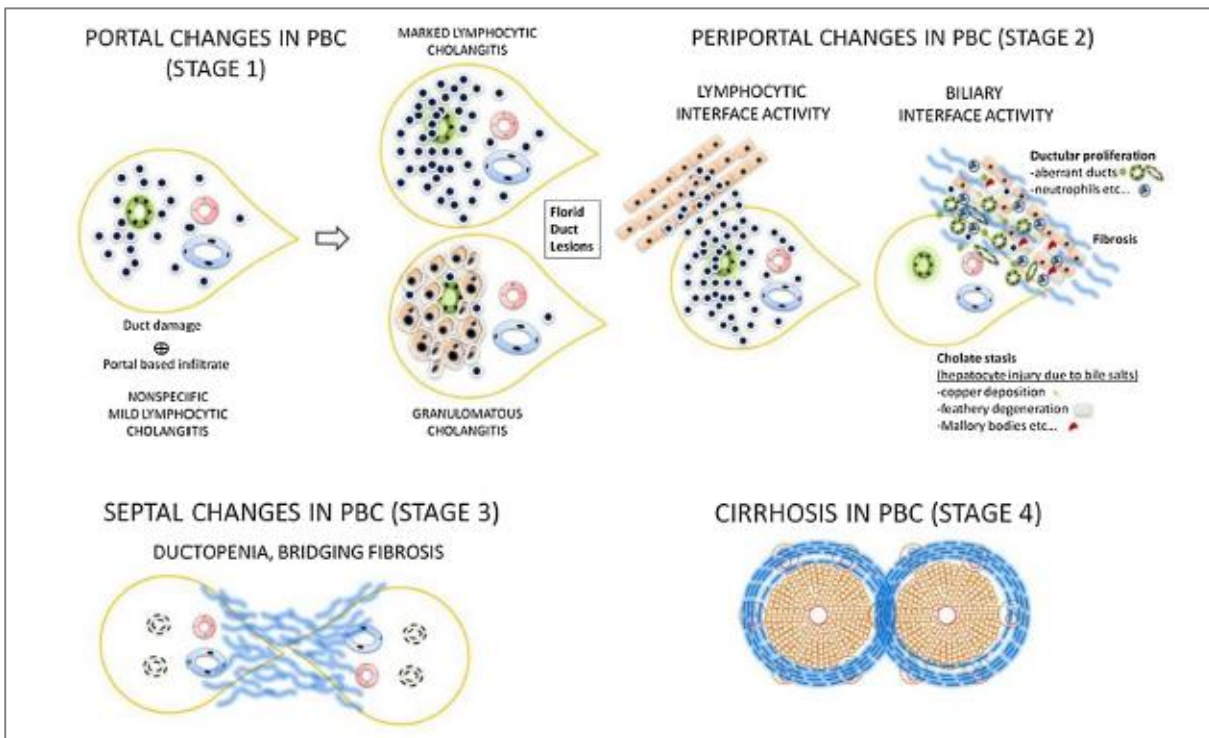 PORTAL CHANGES IN PBC
(STAGE 1)
Duct damage
⊕
Portal based infiltrate
NONSPECIFIC
MILD LYMPHOCYTIC
CHOLANGIITIS
MARKED LYMPHOCYTIC
CHOLANGITIS
Florid
Duct
Lesions
GRANULOMATOUS
CHOLANGITIS
PERIPORTAL CHANGES IN PBC (STAGE 2)
LYMPHOCYTIC
INTERFACE ACTIVITY
BILIARY
INTERFACE ACTIVITY
Ductular proliferation
-aberrant ducts
-neutrophils etc...
Fibrosis
Cholate stasis
(hepatocyte injury due to bile salts)
-copper deposition
-feathery degeneration
-Mallory bodies etc...
SEPTAL CHANGES IN PBC (STAGE 3)
DUCTOPENIA, BRIDGING FIBROSIS
CIRRHOSIS IN PBC (STAGE 4)